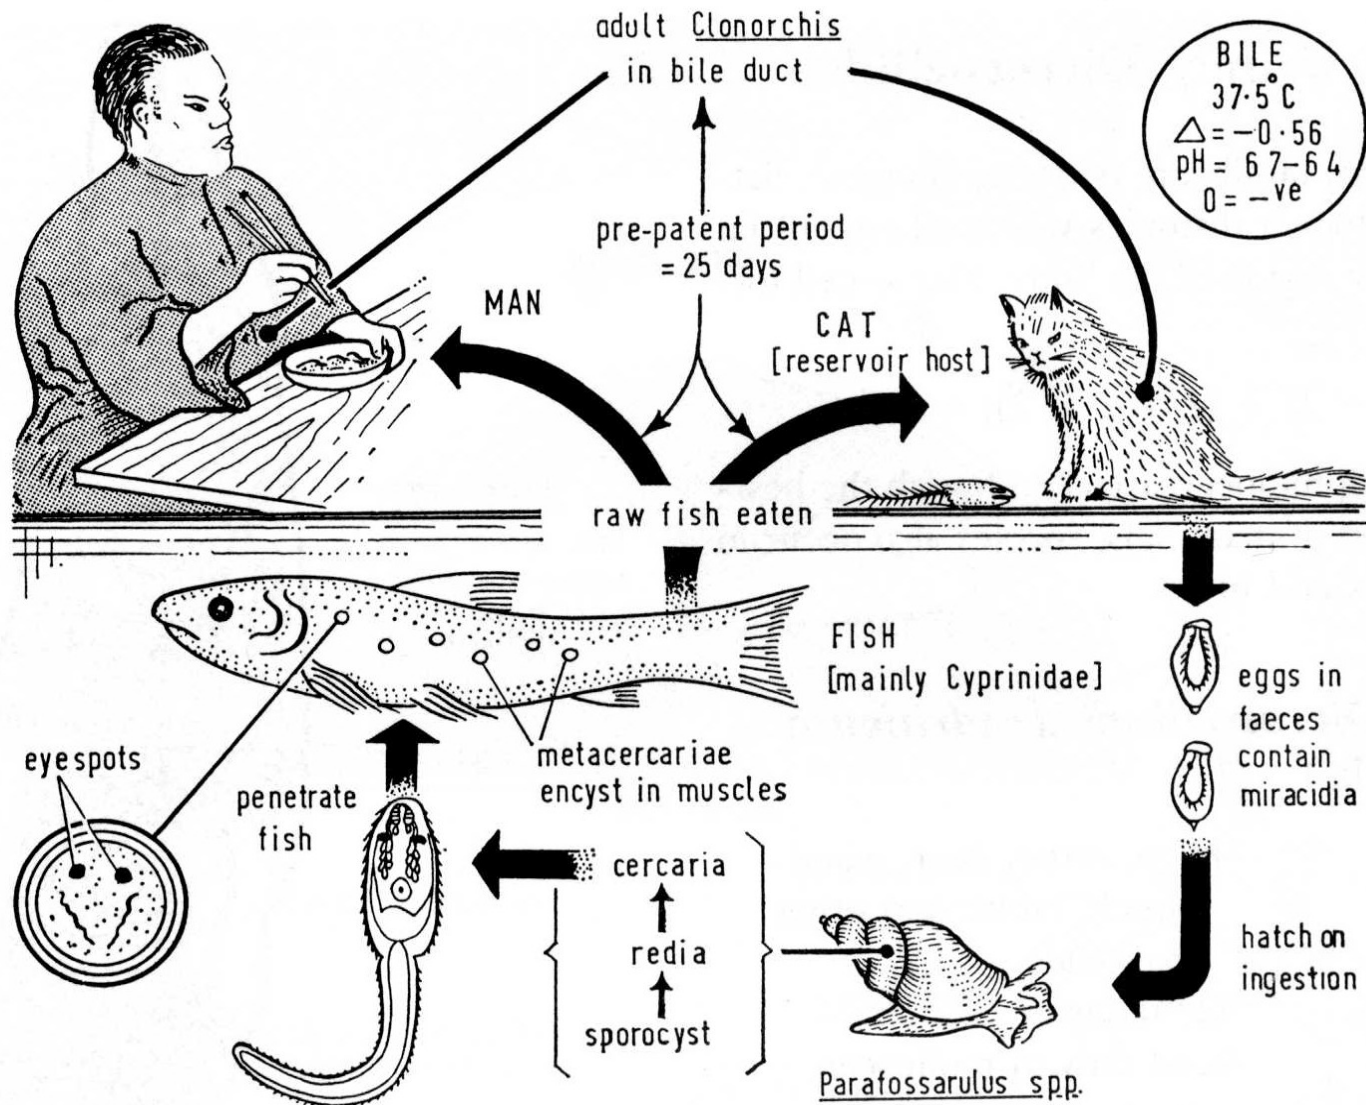 adult Clonorchis
in bile duct
BILE
37·5°C
△ = –0·56
pH = 6 7–6 4
0 = –ve
pre-patent period
= 25 days
MAN
CAT
[reservoir host]
raw fish eaten
FISH
[mainly Cyprinidae]
eggs in
faeces
contain
miracidia
eyespots
metacercariae
encyst in muscles
penetrate
fish
cercaria
redia
sporocyst
hatch on
ingestion
Parafossarulus spp.